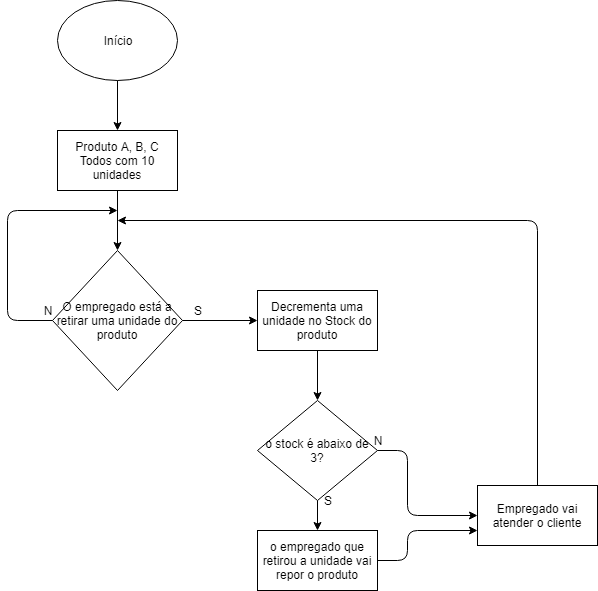 Início
Produto A, B, C
Todos com 10
unidades
N
O empregado está a
retirar uma unidade do
produto
S
Decrementa uma
unidade no Stock do
produto
o stock é abaixo de
3?
N
S
Empregado vai
atender o cliente
o empregado que
retirou a unidade vai
repor o produto